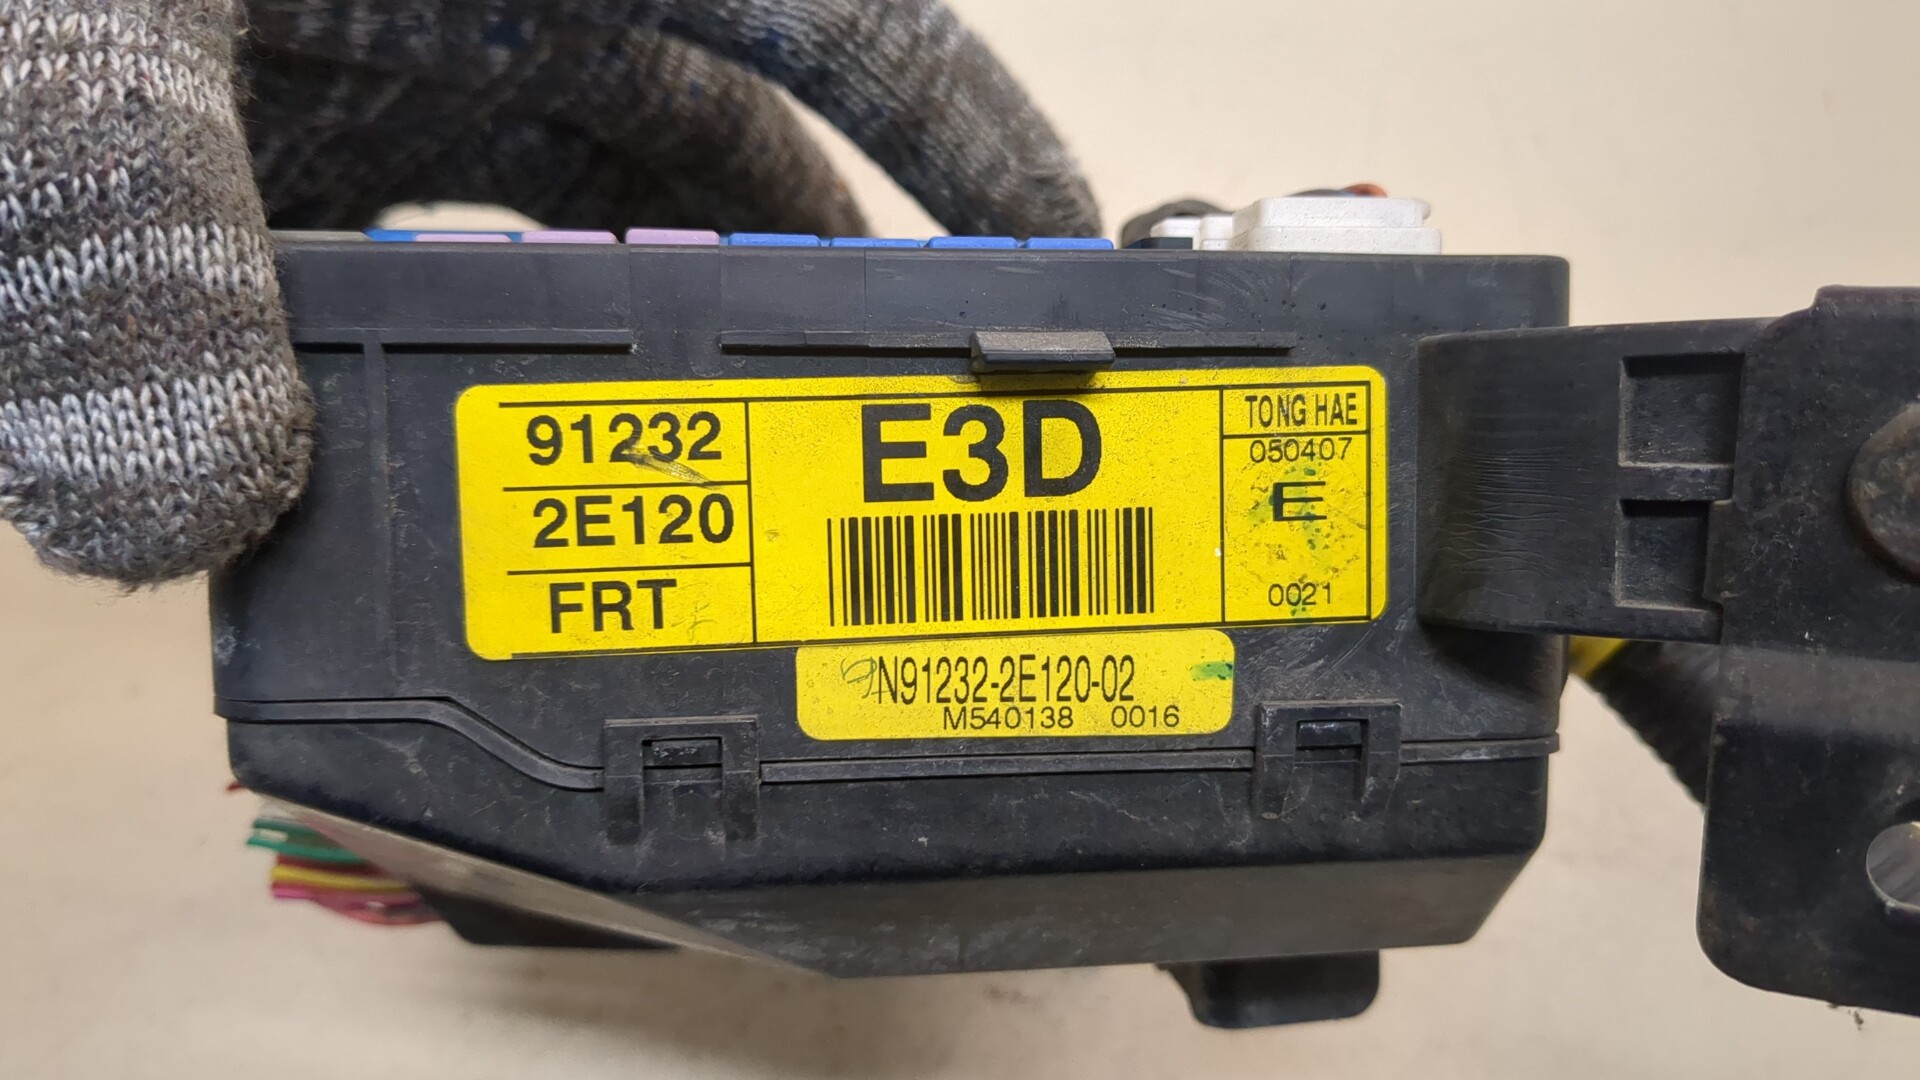 91232
2E120
FRT
E3D
TONG HAE
050407
E
0021
N91232-2E120-02
M540138 0016